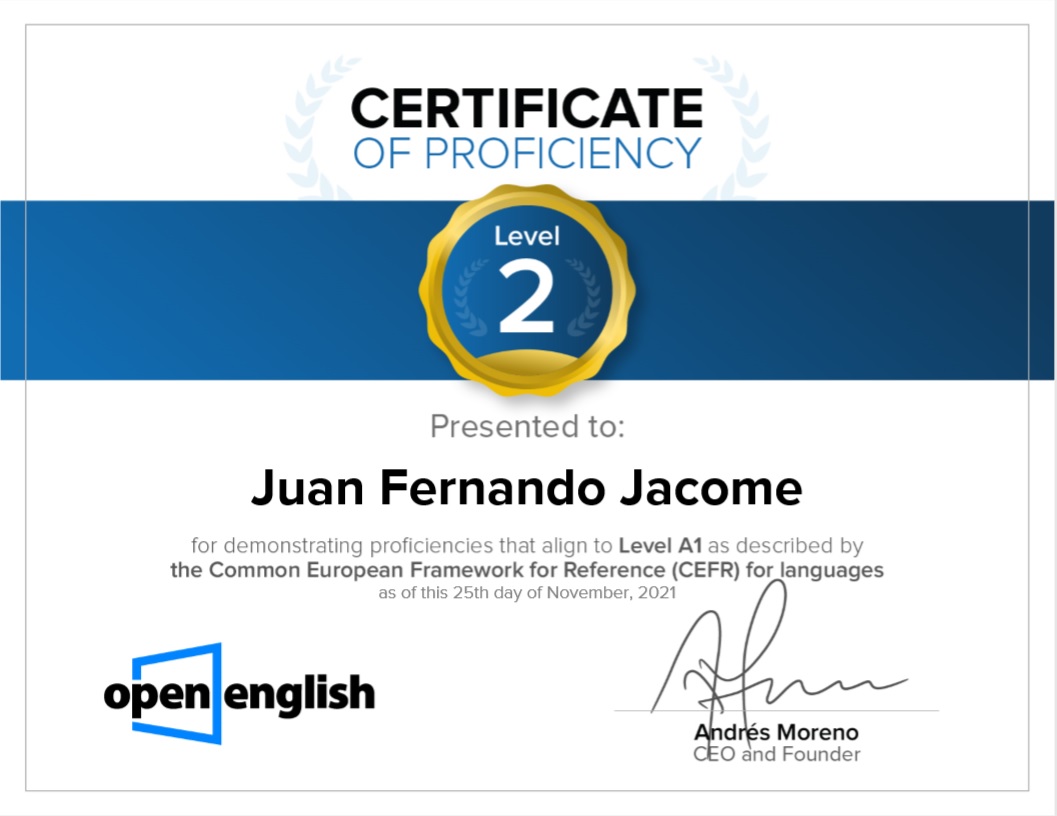 CERTIFICATE
OF PROFICIENCY
Level
2
Presented to:
Juan Fernando Jacome
for demonstrating proficiencies that align to Level A1 as described by
the Common European Framework for Reference (CEFR) for languages
as of this 25th day of November, 2021
open english
Andrés Moreno
CEO and Founder